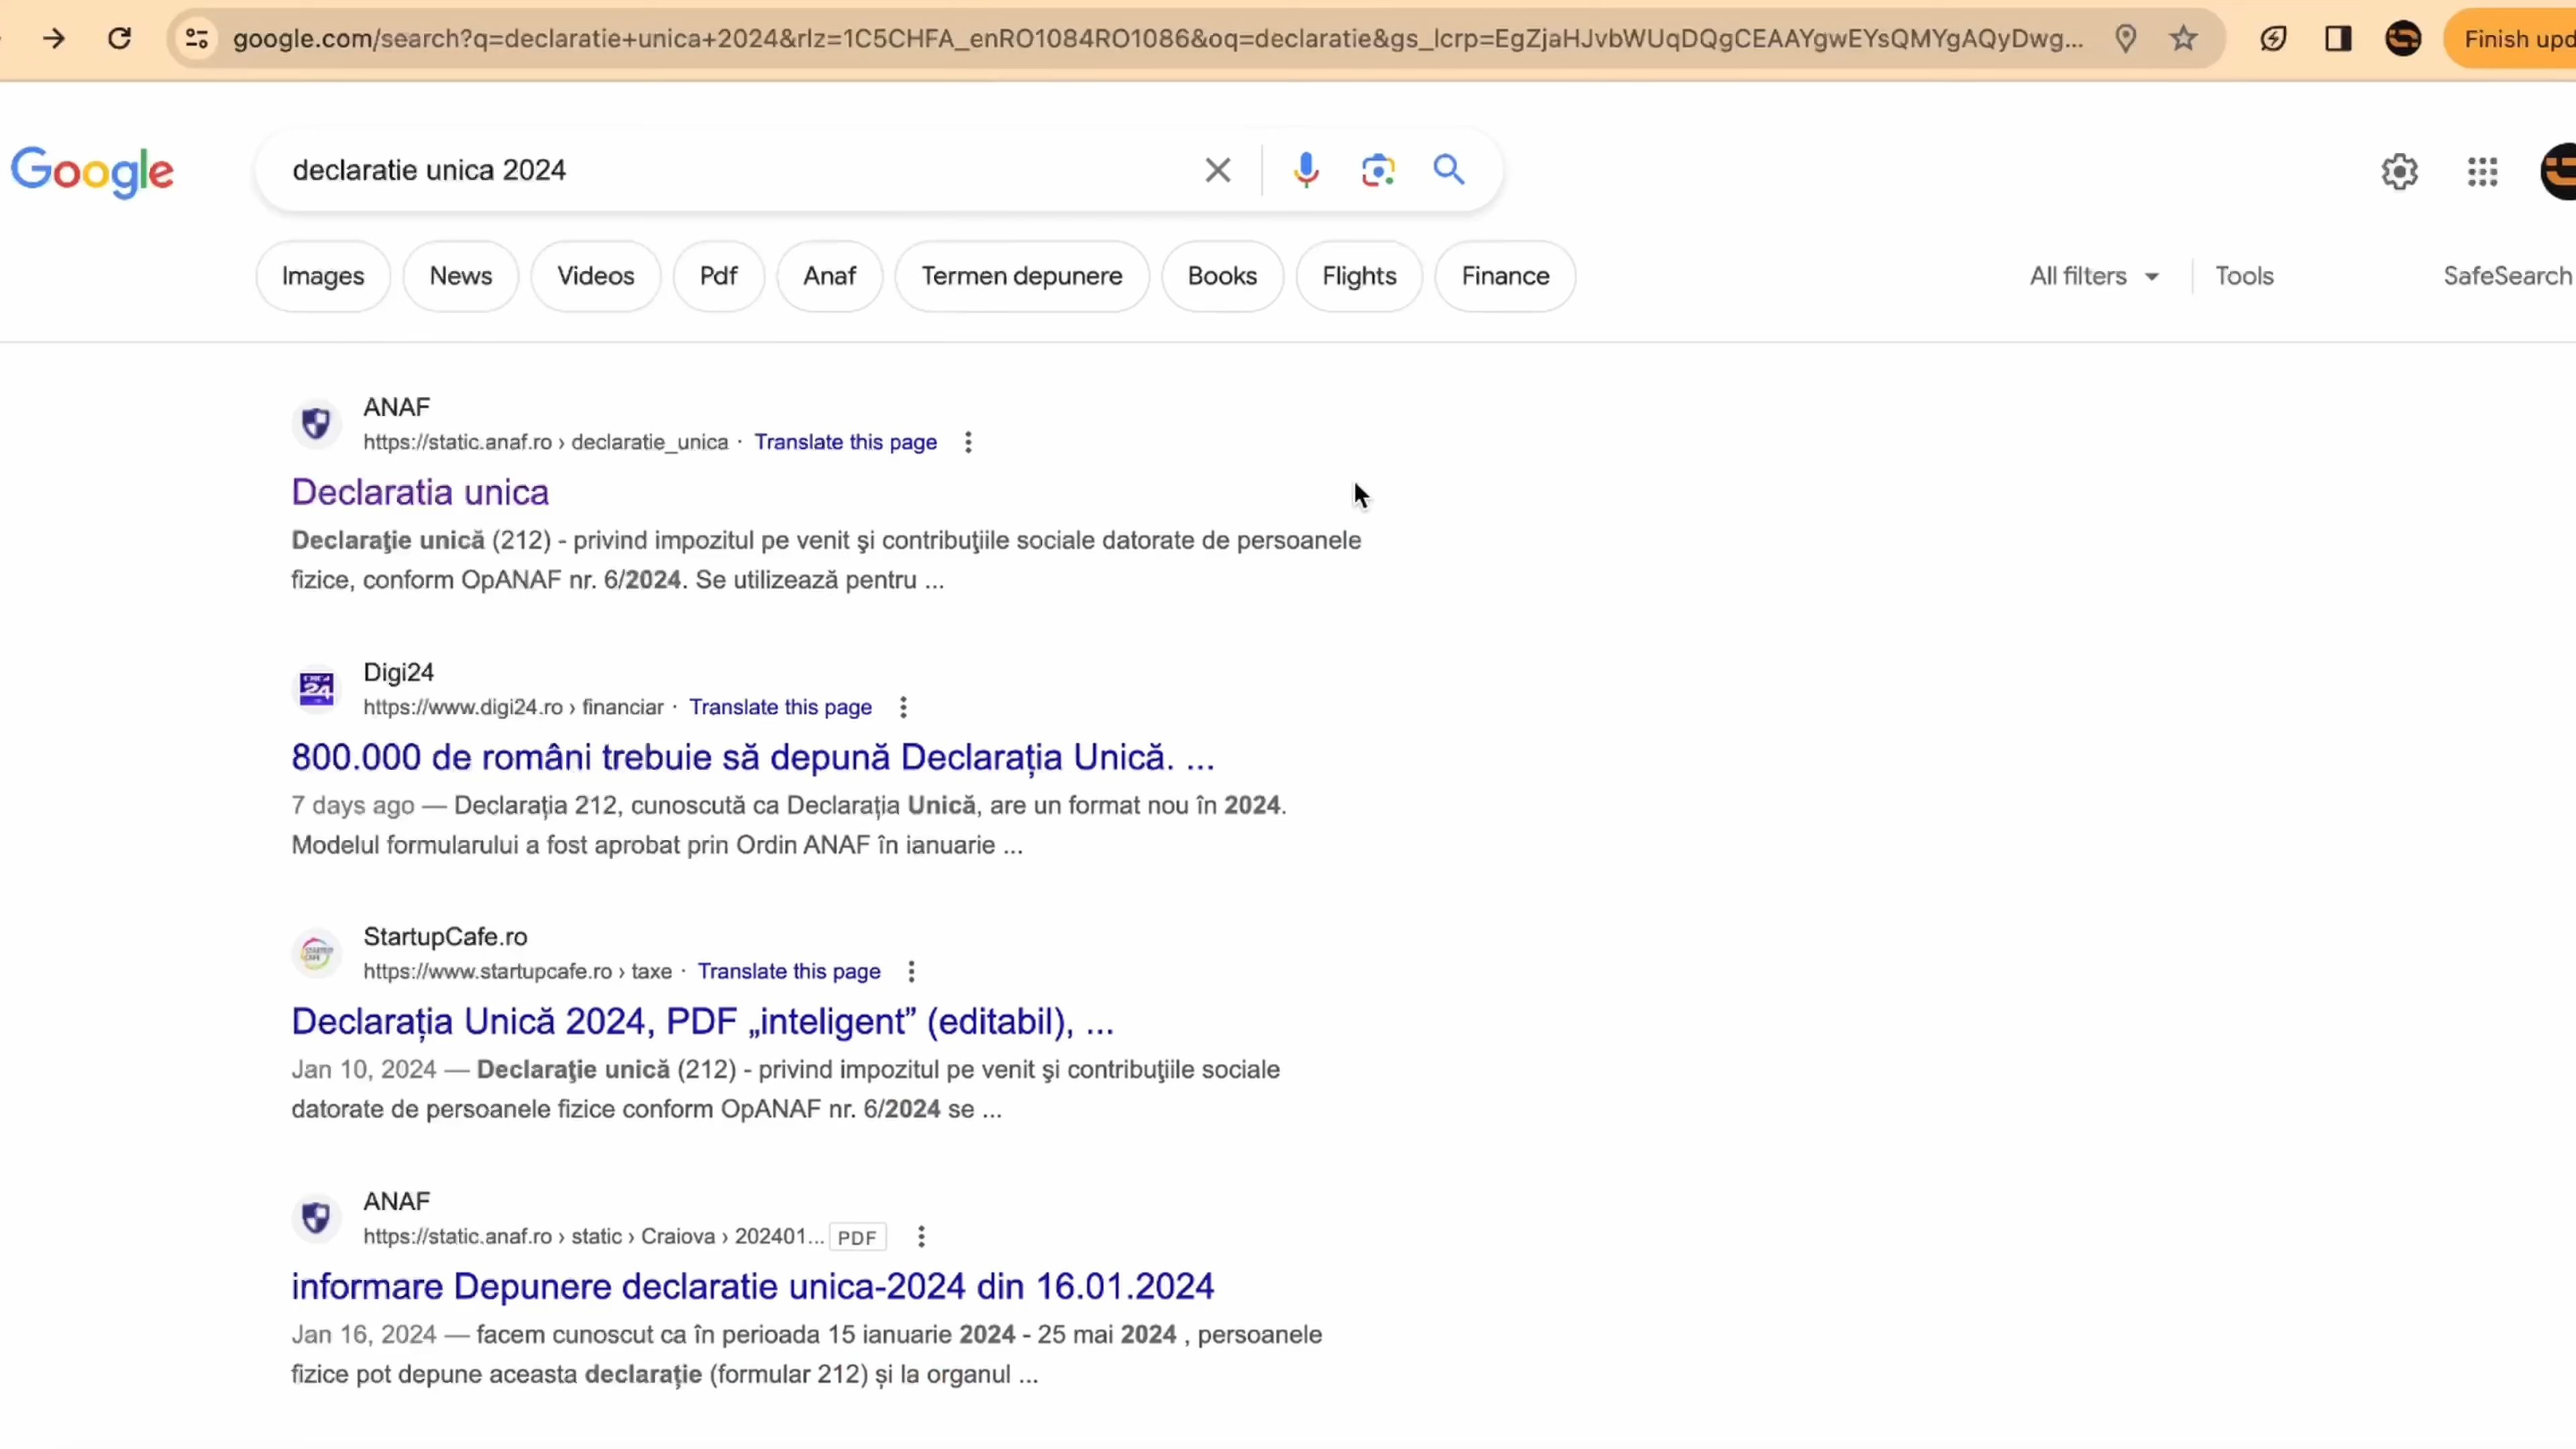 google.com/search?q=declaratie+unica+2024&rlz=1C5CHFA_enRO1084RO1086&oq=declaratie&gs_lcrp=EgZjaHJvbWUqDQgCEAAYgwEYsQMYgAQyDwg...
Finish upd
Google
declaratie unica 2024
Images News Videos Pdf Anaf Termen depunere Books Flights Finance All filters Tools SafeSearch
ANAF
https://static.anaf.ro › declaratie_unica · Translate this page
Declaratia unica
Declaraţie unică (212) - privind impozitul pe venit şi contribuţiile sociale datorate de persoanele
fizice, conform OpANAF nr. 6/2024. Se utilizează pentru ...
Digi24
https://www.digi24.ro › financiar · Translate this page
800.000 de români trebuie să depună Declarația Unică. ...
7 days ago — Declarația 212, cunoscută ca Declarația Unică, are un format nou în 2024.
Modelul formularului a fost aprobat prin Ordin ANAF în ianuarie ...
StartupCafe.ro
https://www.startupcafe.ro › taxe · Translate this page
Declarația Unică 2024, PDF „inteligent” (editabil), ...
Jan 10, 2024 — Declaraţie unică (212) - privind impozitul pe venit şi contribuţiile sociale
datorate de persoanele fizice conform OpANAF nr. 6/2024 se ...
ANAF
https://static.anaf.ro › static › Craiova › 202401... PDF
informare Depunere declaratie unica-2024 din 16.01.2024
Jan 16, 2024 — facem cunoscut ca în perioada 15 ianuarie 2024 - 25 mai 2024 , persoanele
fizice pot depune aceasta declarație (formular 212) și la organul ...